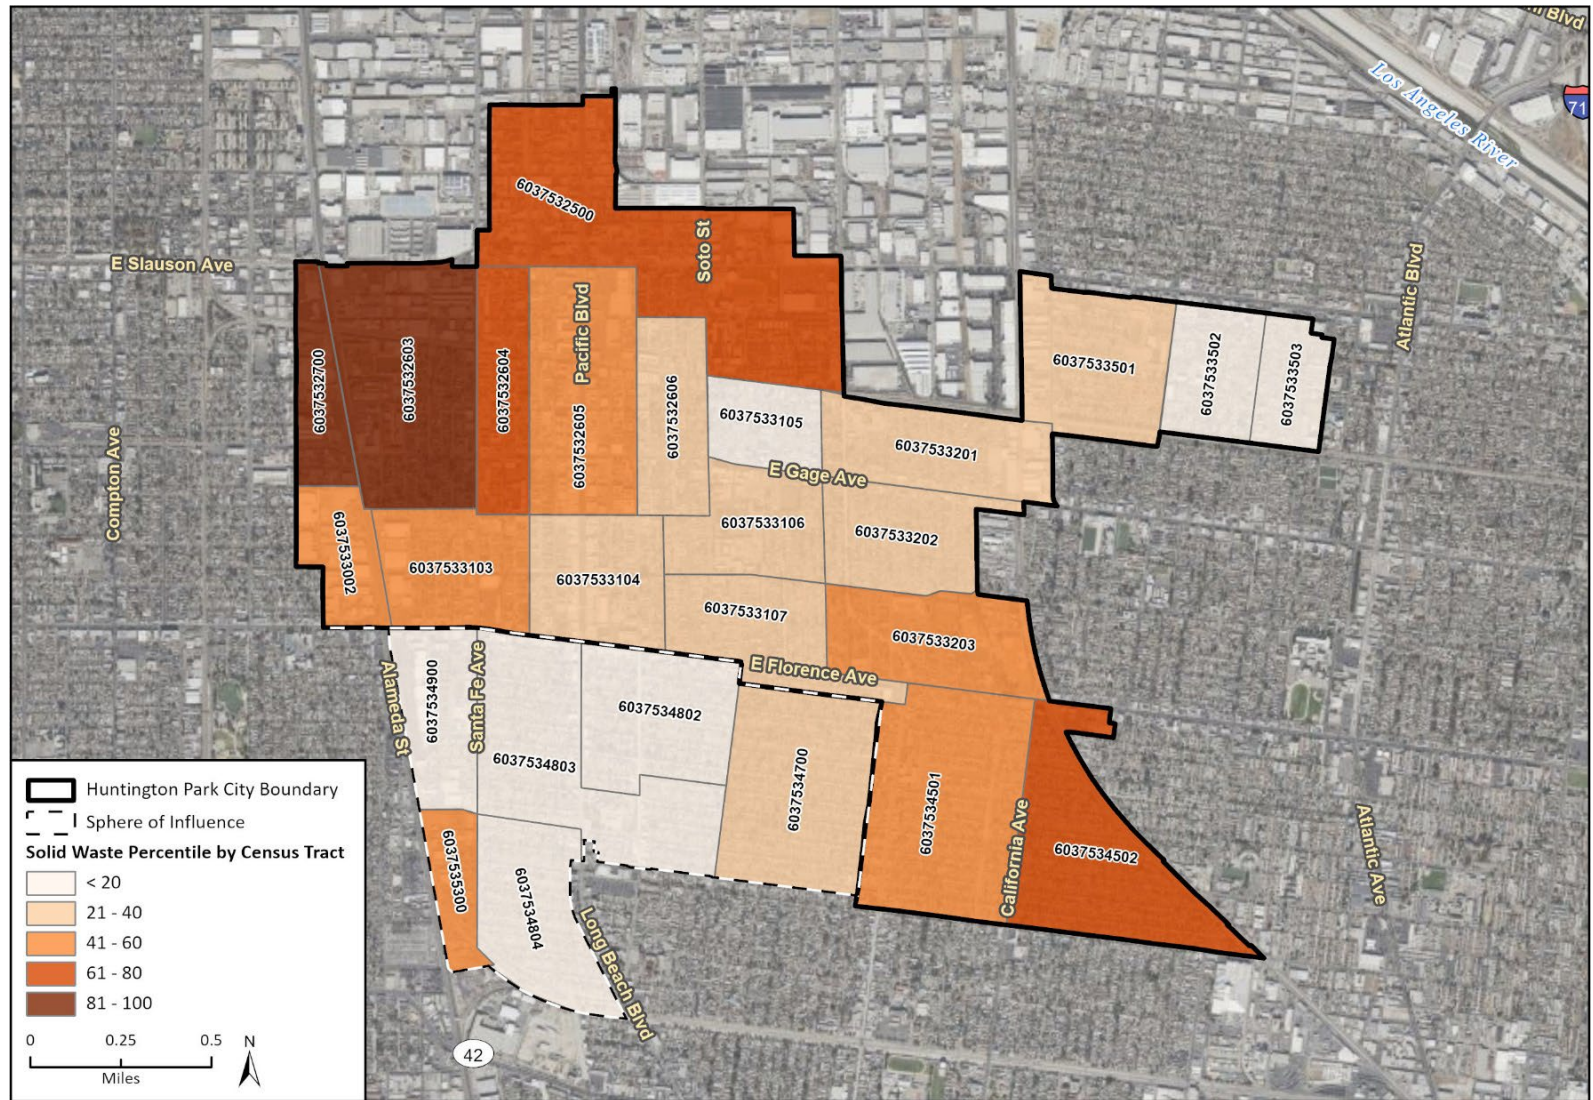 ni Blvd
Los Angeles River
71
6037532500
Soto St
E Slauson Ave
Atlantic Blvd
Pacific Blvd
6037532700
6037532603
6037532604
6037532605
6037532606
6037533105
6037533201
6037533501
6037533502
6037533503
Compton Ave
E Gage Ave
6037533106
6037533202
6037533002
6037533103
6037533104
6037533107
6037533203
E Florence Ave
Alameda St
6037534900
Santa Fe Ave
6037534803
6037534802
6037534700
6037534501
California Ave
6037534502
Atlantic Ave
6037535300
6037534804
Long Beach Blvd
42
Huntington Park City Boundary
Sphere of Influence
Solid Waste Percentile by Census Tract
< 20
21 - 40
41 - 60
61 - 80
81 - 100
0 0.25 0.5
Miles
N